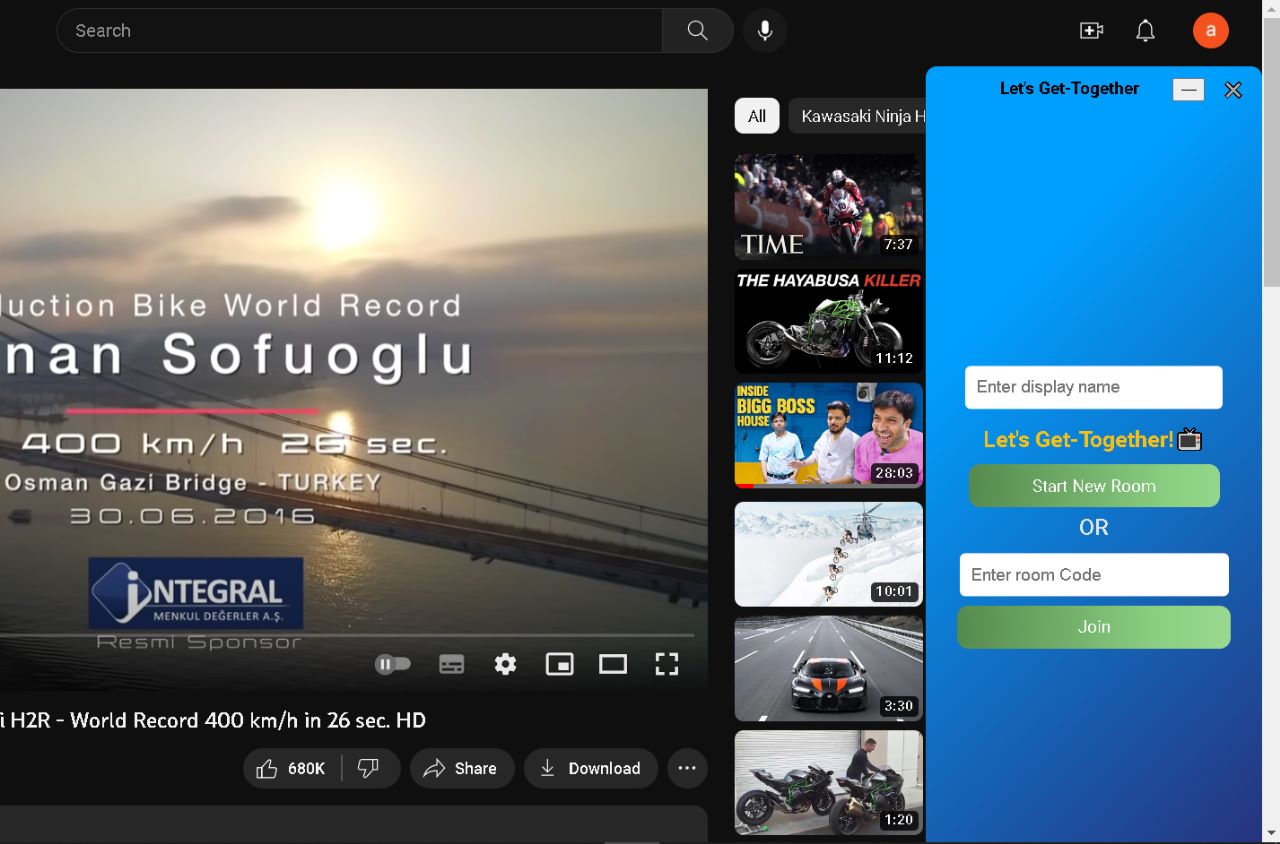 Search
a
Let's Get-Together
All
Kawasaki Ninja H
TIME
7:37
THE HAYABUSA KILLER
11:12
INSIDE
BIGG BOSS
HOUSE
28:03
10:01
3:30
1:20
uction Bike World Record
nan Sofuoglu
400 km/h 26 sec.
Osman Gazi Bridge - TURKEY
30.06.2016
iNTEGRAL
MENKUL DEĞERLER A.Ş.
Resmi Sponsor
i H2R - World Record 400 km/h in 26 sec. HD
680K
Share
Download
Enter display name
Let's Get-Together!
Start New Room
OR
Enter room Code
Join